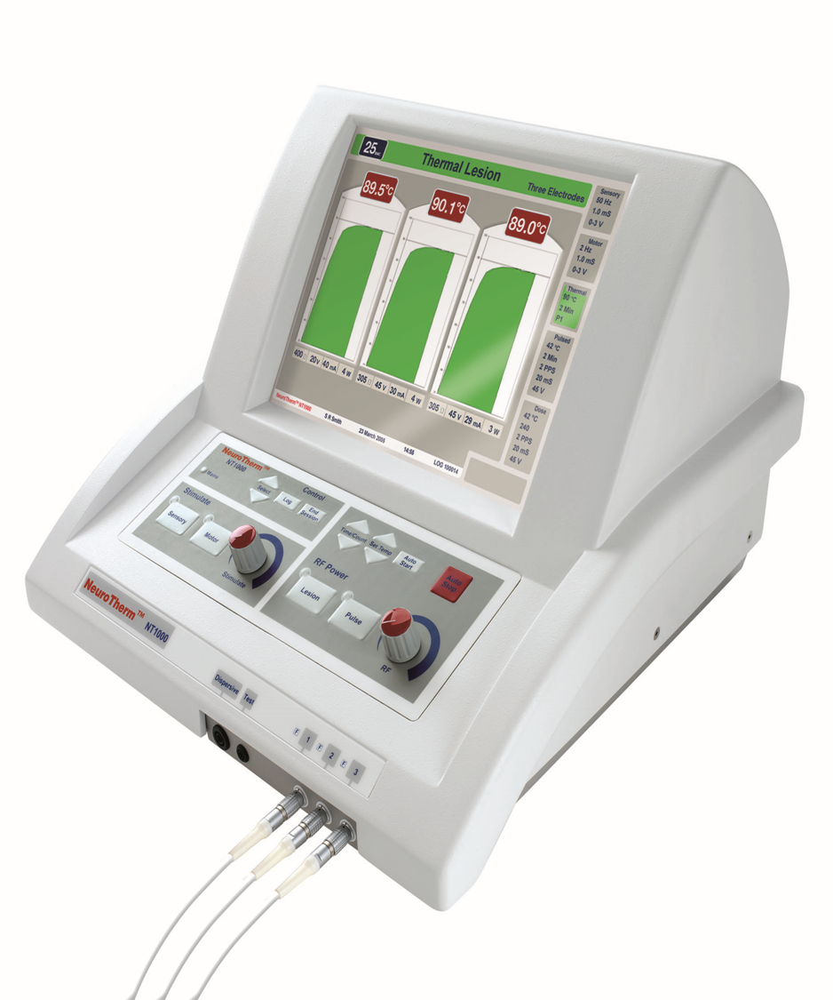 25 sec
Thermal Lesion
Three Electrodes
89.5°C
90.1°C
89.0°C
Sensory
50 Hz
1.0 mS
0-3 V
Motor
2 Hz
1.0 mS
0-3 V
Thermal
90 °C
2 Min
P1
Pulsed
42 °C
2 Min
2 PPS
20 mS
45 V
Dose
42 °C
240
2 PPS
20 mS
45 V
400 Ω 20 V 40 mA 4 W
305 Ω 45 V 30 mA 4 W
305 Ω 45 V 29 mA 3 W
NeuroTherm™ NT1000
S R Smith
23 March 2005
14:55
LOG 100014
NeuroTherm™
NT1000
Mains
Control
Select
Log
End
Session
Stimulate
Sensory
Motor
Stimulate
Time/Count
Set Temp
Auto
Start
RF Power
Lesion
Pulse
Auto
Stop
RF
NeuroTherm™
NT1000
Dispersive
Test
F 1
F 2
F 3